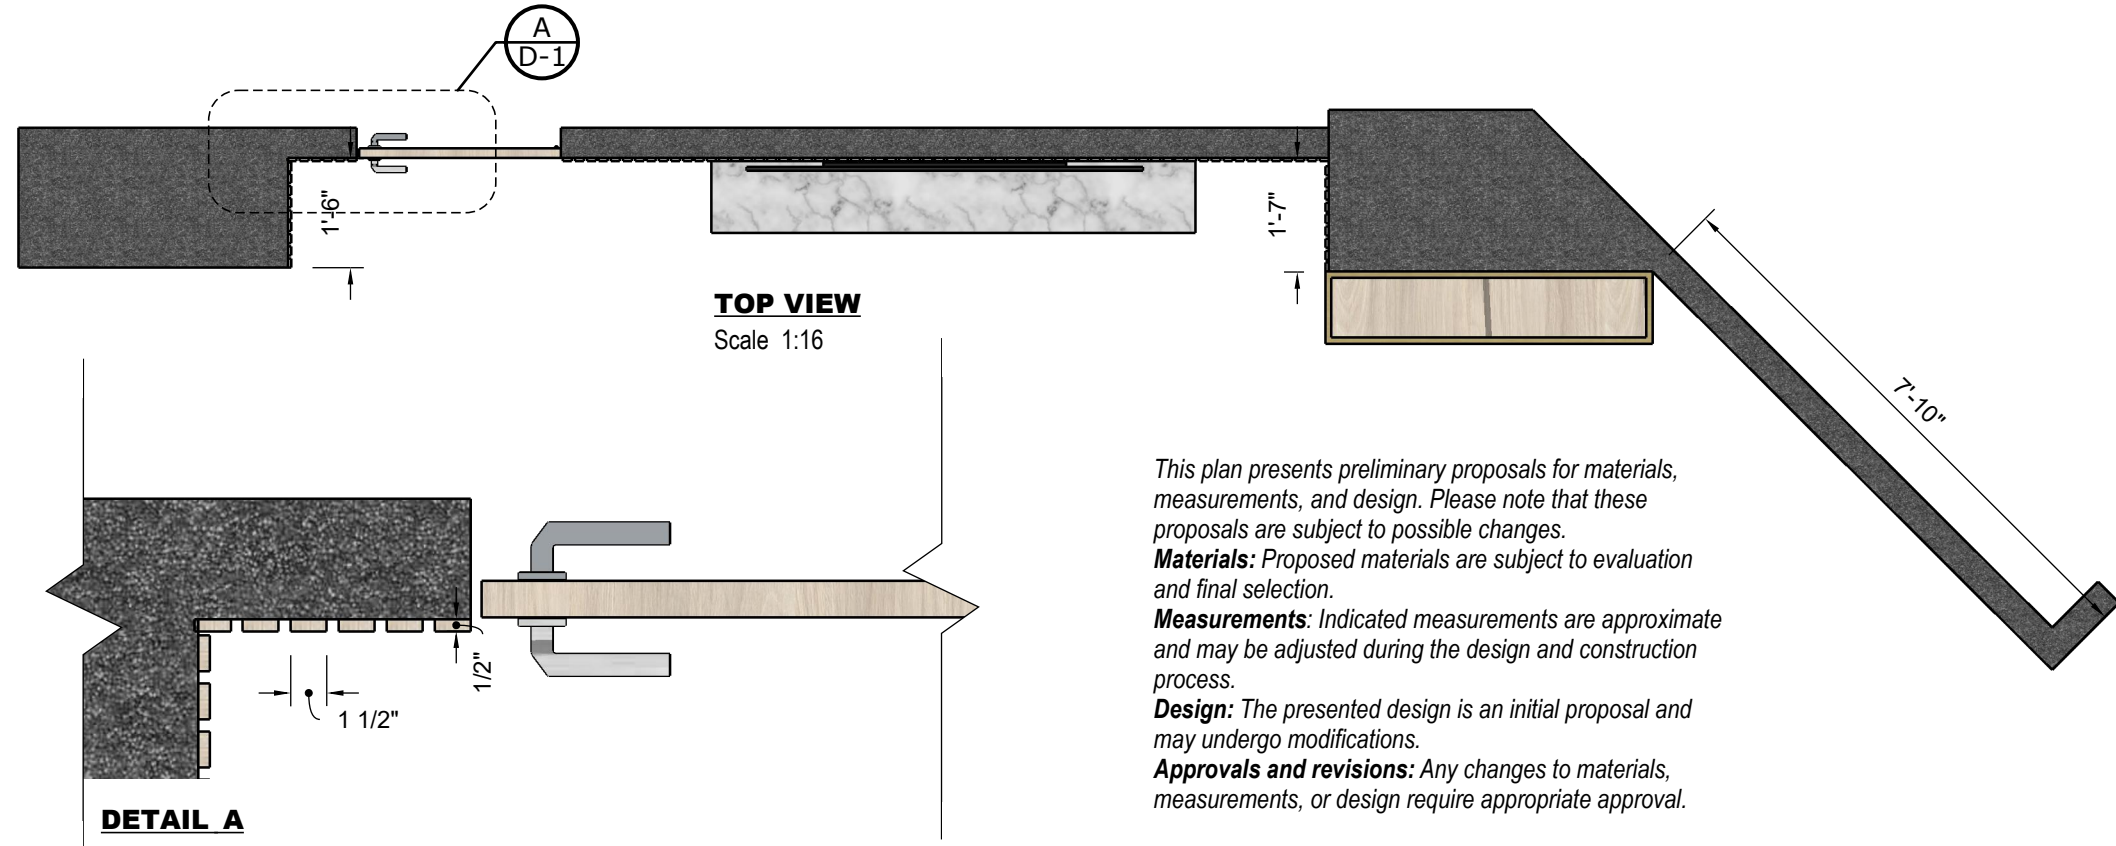 A
D-1
1'-6"
1'-7"
TOP VIEW
Scale 1:16
7'-10"
1/2"
1 1/2"
DETAIL A
This plan presents preliminary proposals for materials,
measurements, and design. Please note that these
proposals are subject to possible changes.
Materials: Proposed materials are subject to evaluation
and final selection.
Measurements: Indicated measurements are approximate
and may be adjusted during the design and construction
process.
Design: The presented design is an initial proposal and
may undergo modifications.
Approvals and revisions: Any changes to materials,
measurements, or design require appropriate approval.